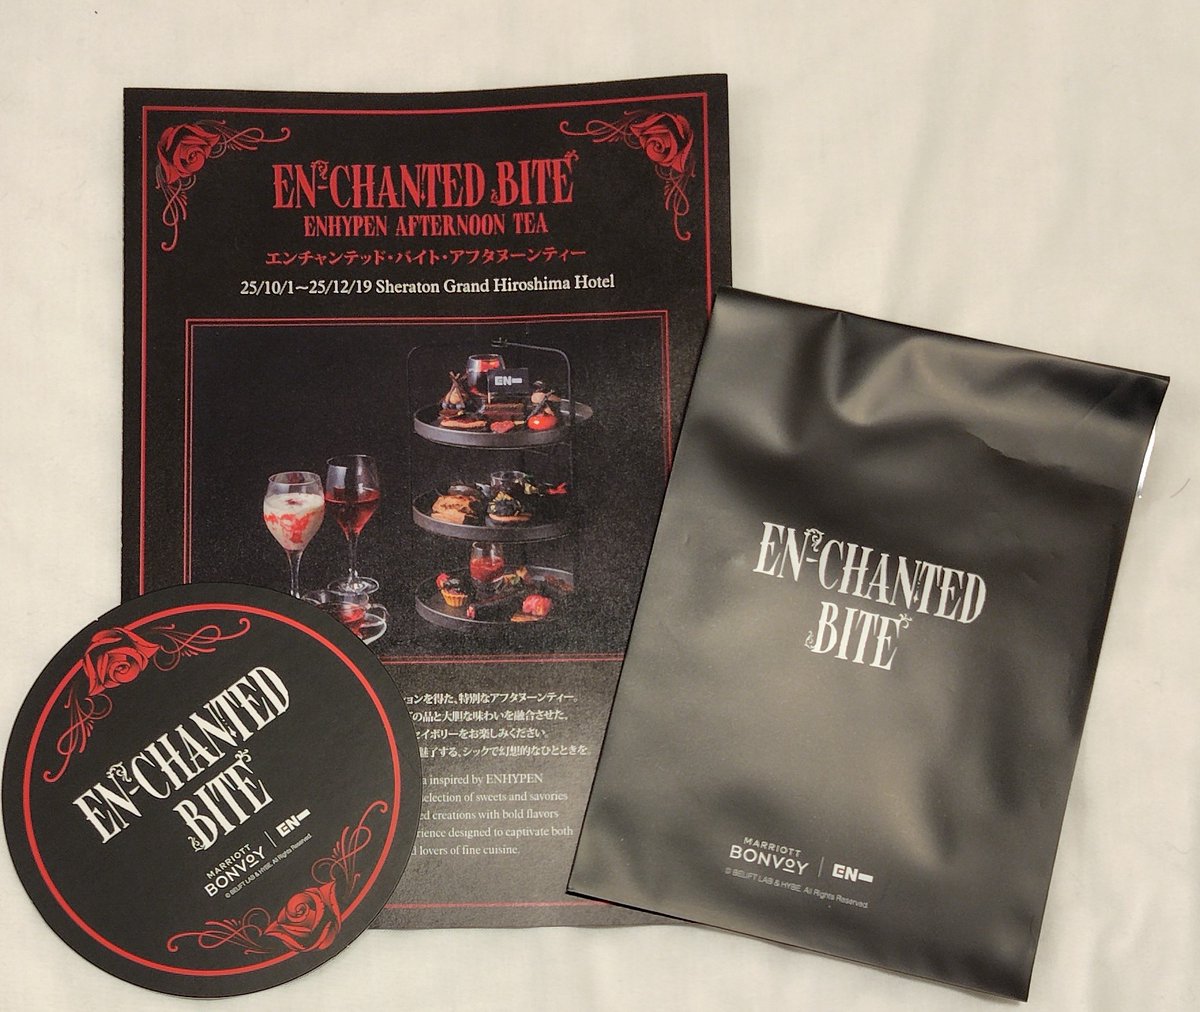 EN-CHANTED BITE
ENHYPEN AFTERNOON TEA
エンチャンテッド・バイト・アフタヌーンティー
25/10/1~25/12/19 Sheraton Grand Hiroshima Hotel
EN-
ョンを得た、特別なアフタヌーンティー。
の品と大胆な味わいを融合させた、
イボリーをお楽しみください。
了する、シックで幻想的なひとときを
inspired by ENHYPEN
election of sweets and savories
ed creations with bold flavors
rience designed to captivate both
lovers of fine cuisine.
EN-CHANTED
BITE
MARRIOTT
BONVOY | EN-
© BELIFT LAB & HYBE. All Rights Reserved.
EN-CHANTED
BITE
MARRIOTT
BONVOY | EN-
© BELIFT LAB & HYBE. All Rights Reserved.